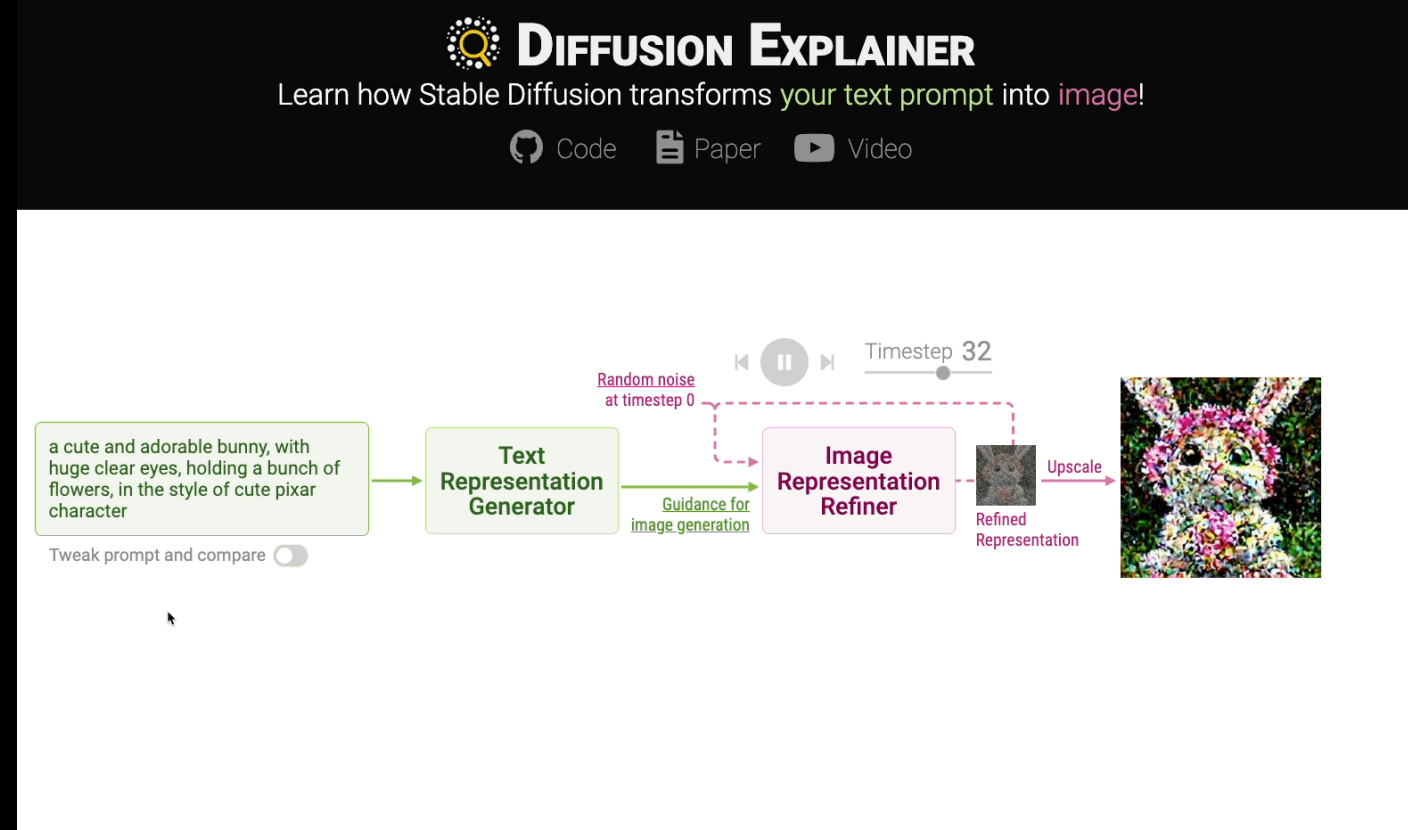 DIFFUSION EXPLAINER
Learn how Stable Diffusion transforms your text prompt into image!
Code Paper Video
Timestep 32
Random noise
at timestep 0
a cute and adorable bunny, with
huge clear eyes, holding a bunch of
flowers, in the style of cute pixar
character
Tweak prompt and compare
Text
Representation
Generator
Guidance for
image generation
Image
Representation
Refiner
Refined
Representation
Upscale